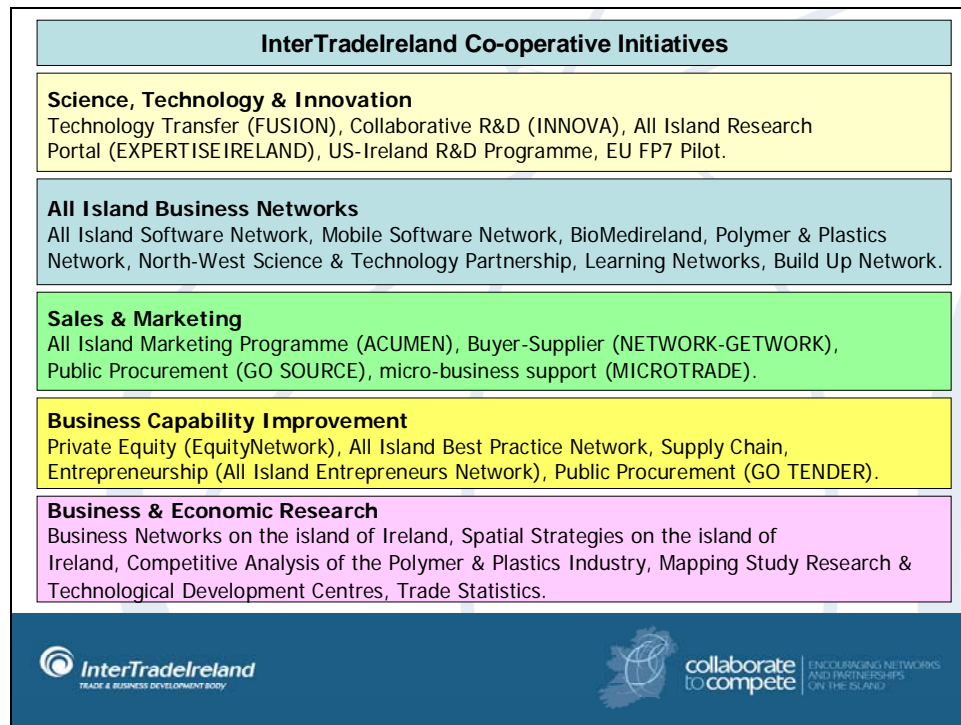 InterTradeIreland Co-operative Initiatives
Science, Technology & Innovation
Technology Transfer (FUSION), Collaborative R&D (INNOVA), All Island Research
Portal (EXPERTISEIRELAND), US-Ireland R&D Programme, EU FP7 Pilot.
All Island Business Networks
All Island Software Network, Mobile Software Network, BioMedireland, Polymer & Plastics
Network, North-West Science & Technology Partnership, Learning Networks, Build Up Network.
Sales & Marketing
All Island Marketing Programme (ACUMEN), Buyer-Supplier (NETWORK-GETWORK),
Public Procurement (GO SOURCE), micro-business support (MICROTRADE).
Business Capability Improvement
Private Equity (EquityNetwork), All Island Best Practice Network, Supply Chain,
Entrepreneurship (All Island Entrepreneurs Network), Public Procurement (GO TENDER).
Business & Economic Research
Business Networks on the island of Ireland, Spatial Strategies on the island of
Ireland, Competitive Analysis of the Polymer & Plastics Industry, Mapping Study Research &
Technological Development Centres, Trade Statistics.
InterTradeIreland
TRADE & BUSINESS DEVELOPMENT BODY
collaborate
to compete
ENCOURAGING NETWORKS
AND PARTNERSHIPS
ON THE ISLAND